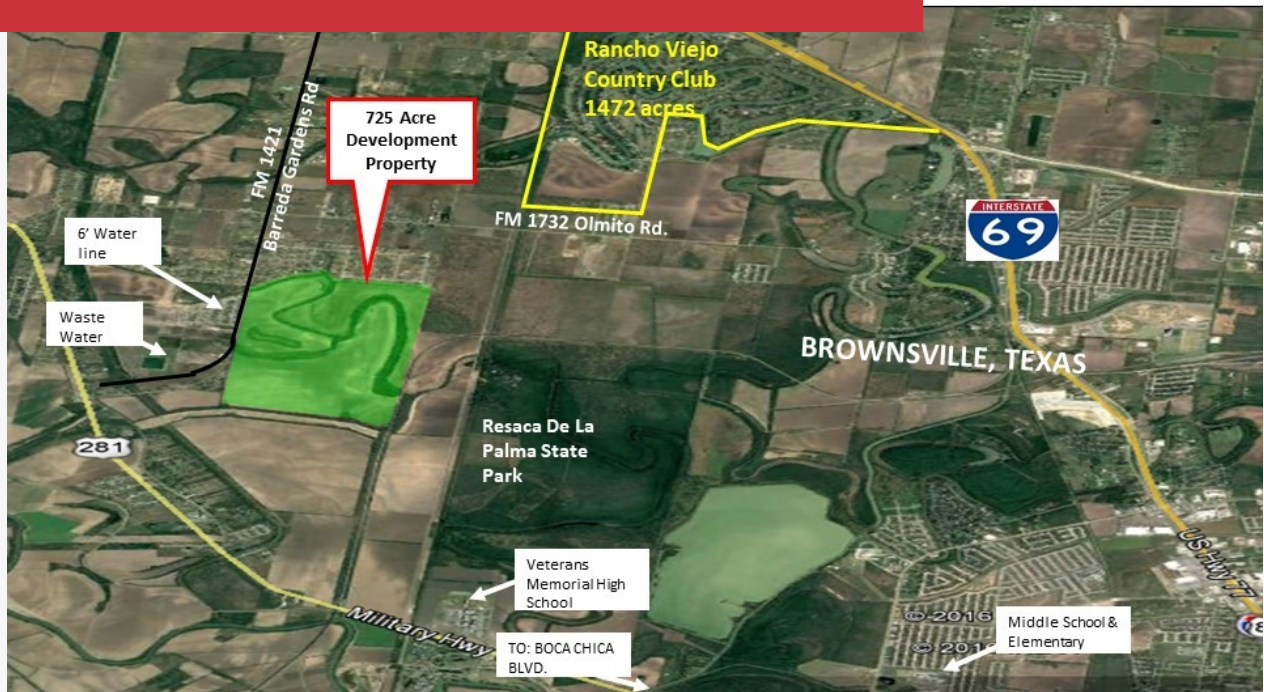 Rancho Viejo
Country Club
1472 acres
725 Acre
Development
Property
FM 1421
Barreda Gardens Rd
FM 1732 Olmito Rd.
6' Water
line
Waste
Water
INTERSTATE
69
BROWNSVILLE, TEXAS
281
Resaca De La
Palma State
Park
US Hwy 77
Veterans
Memorial High
School
Military Hwy
© 2016
Middle School &
Elementary
TO: BOCA CHICA
BLVD.